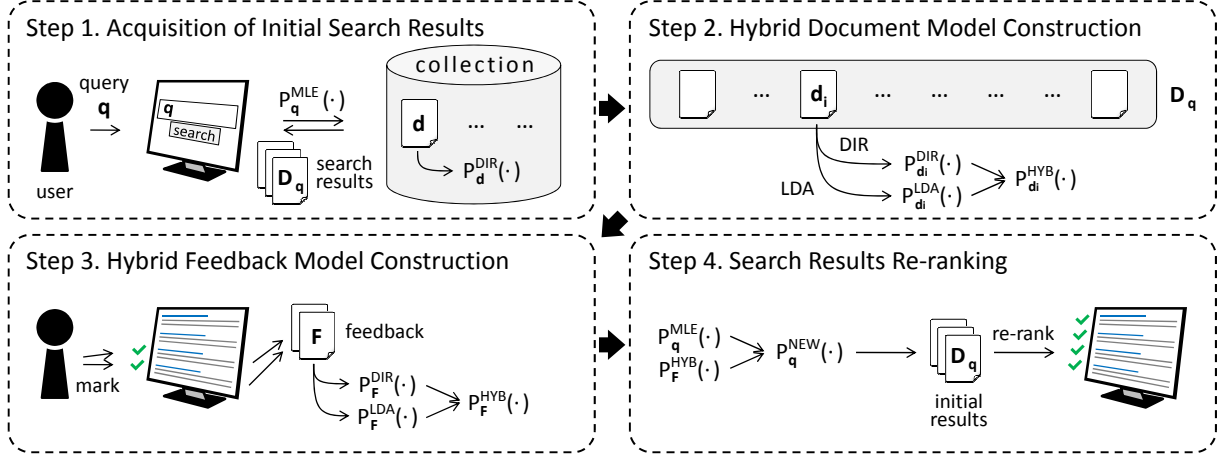 Step 1. Acquisition of Initial Search Results
query
q
q
search
user
P_q^MLE(·)
search
results
D_q
collection
d
... ...
P_d^DIR(·)
Step 2. Hybrid Document Model Construction
... d_i ... ... ... ...
D_q
DIR
LDA
P_di^DIR(·)
P_di^LDA(·)
P_di^HYB(·)
Step 3. Hybrid Feedback Model Construction
mark
F
feedback
P_F^DIR(·)
P_F^LDA(·)
P_F^HYB(·)
Step 4. Search Results Re-ranking
P_q^MLE(·)
P_F^HYB(·)
P_q^NEW(·)
D_q
initial
results
re-rank